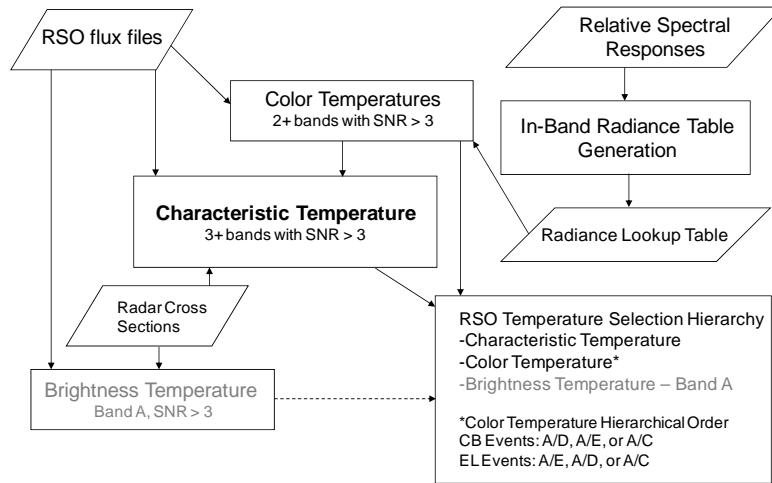 RSO flux files
Relative Spectral
Responses
Color Temperatures
2+ bands with SNR > 3
In-Band Radiance Table
Generation
Characteristic Temperature
3+ bands with SNR > 3
Radiance Lookup Table
Radar Cross
Sections
Brightness Temperature
Band A, SNR > 3
RSO Temperature Selection Hierarchy
-Characteristic Temperature
-Color Temperature*
-Brightness Temperature – Band A
*Color Temperature Hierarchical Order
CB Events: A/D, A/E, or A/C
EL Events: A/E, A/D, or A/C